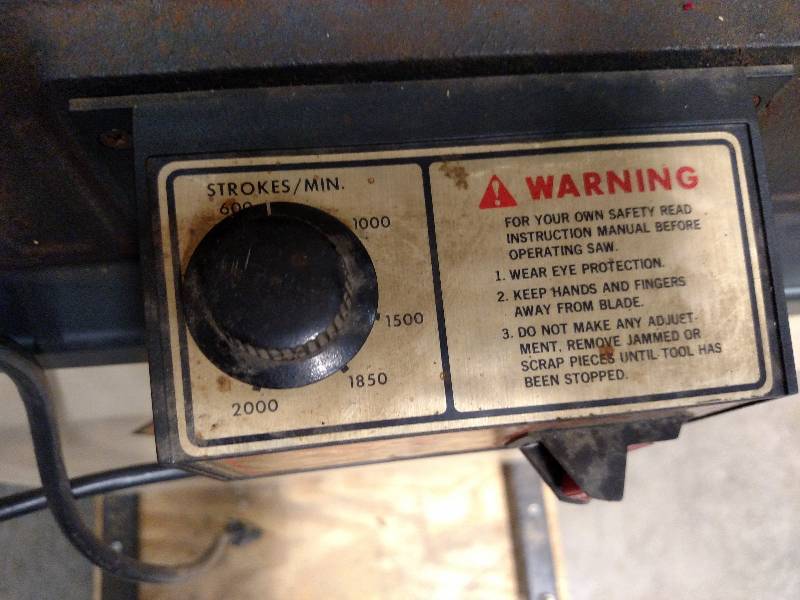 STROKES/MIN.
600
1000
1500
1850
2000
WARNING
FOR YOUR OWN SAFETY READ
INSTRUCTION MANUAL BEFORE
OPERATING SAW.
1. WEAR EYE PROTECTION.
2. KEEP HANDS AND FINGERS
AWAY FROM BLADE.
3. DO NOT MAKE ANY ADJUET-
MENT, REMOVE JAMMED OR
SCRAP PIECES UNTIL TOOL HAS
BEEN STOPPED.